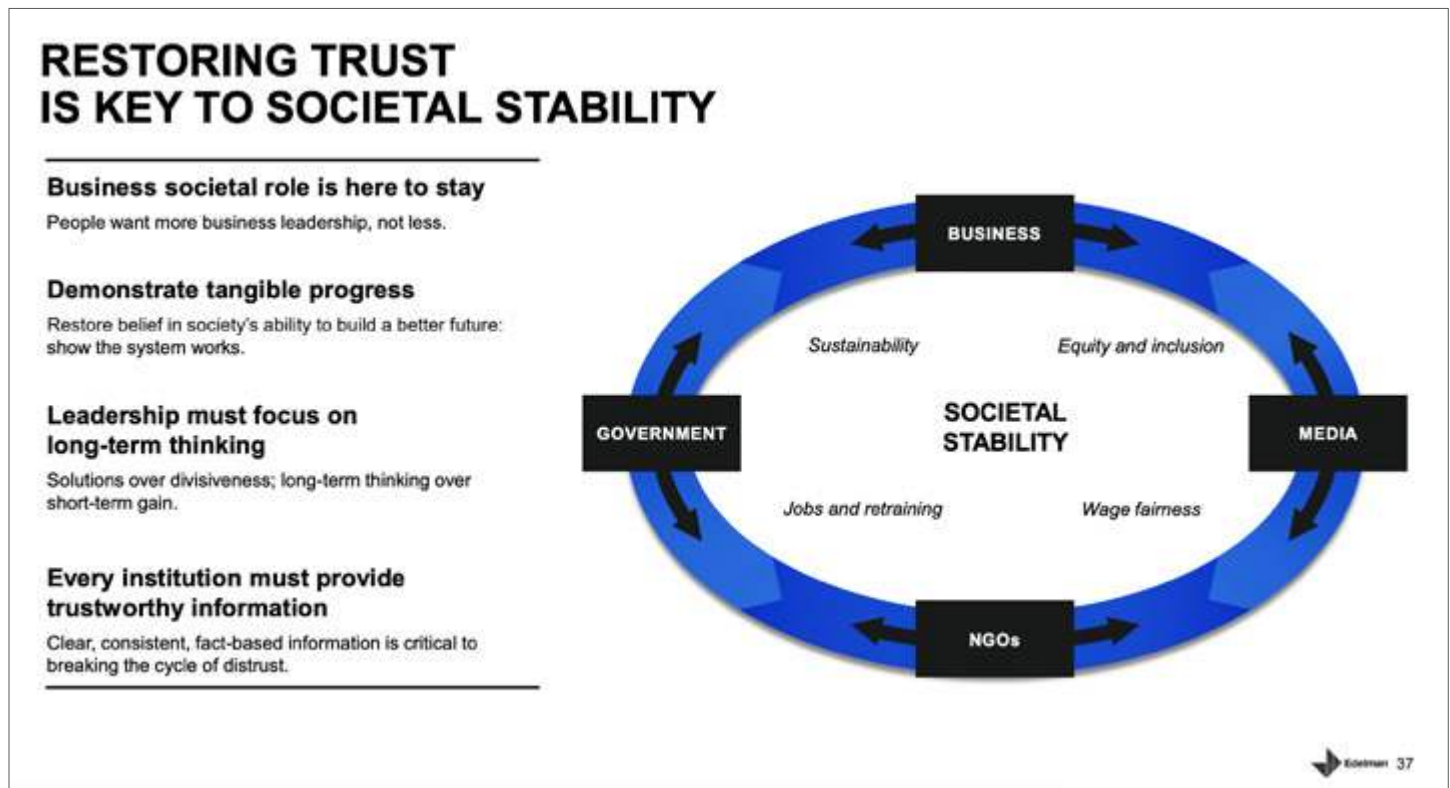 RESTORING TRUST
IS KEY TO SOCIETAL STABILITY
Business societal role is here to stay
People want more business leadership, not less.
Demonstrate tangible progress
Restore belief in society's ability to build a better future:
show the system works.
Leadership must focus on
long-term thinking
Solutions over divisiveness; long-term thinking over
short-term gain.
Every institution must provide
trustworthy information
Clear, consistent, fact-based information is critical to
breaking the cycle of distrust.
BUSINESS
Sustainability
Equity and inclusion
GOVERNMENT
SOCIETAL
STABILITY
MEDIA
Jobs and retraining
Wage fairness
NGOs
Edelman 37